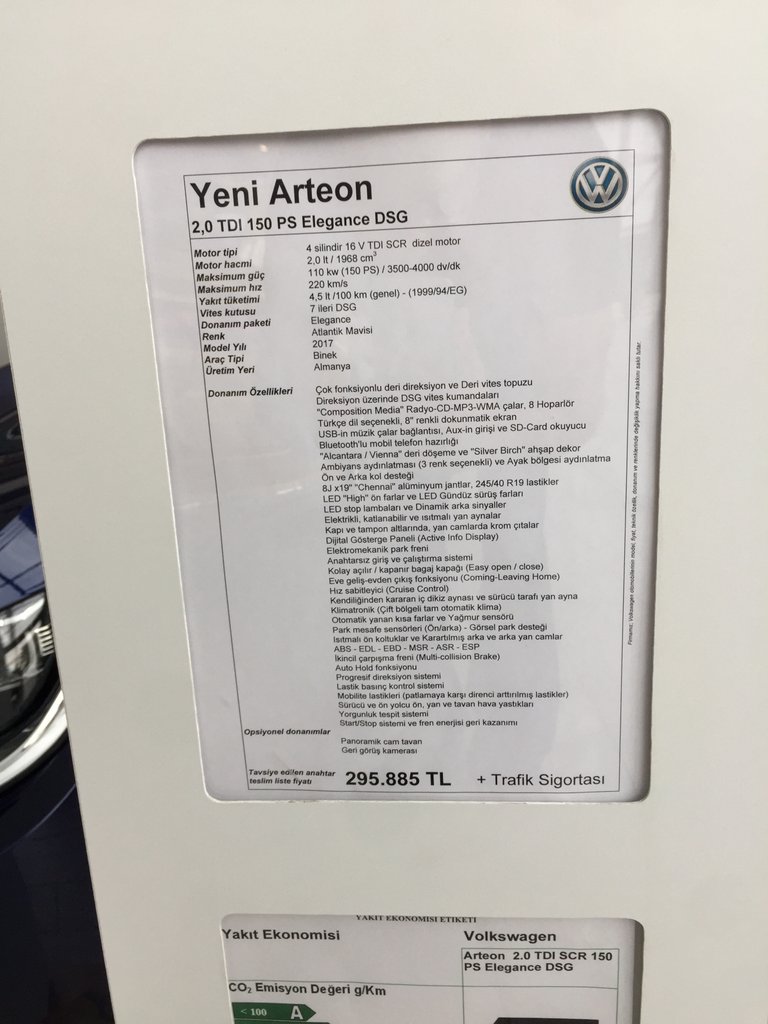 Yeni Arteon
2,0 TDI 150 PS Elegance DSG
Motor tipi 4 silindir 16 V TDI SCR dizel motor
Motor hacmi 2,0 lt / 1968 cm³
Maksimum güç 110 kw (150 PS) / 3500-4000 dv/dk
Maksimum hız 220 km/s
Yakıt tüketimi 4,5 lt /100 km (genel) - (1999/94/EG)
Vites kutusu 7 ileri DSG
Donanım paketi Elegance
Renk Atlantik Mavisi
Model Yılı 2017
Araç Tipi Binek
Üretim Yeri Almanya
Donanım Özellikleri Çok fonksiyonlu deri direksiyon ve Deri vites topuzu
Direksiyon üzerinde DSG vites kumandaları
"Composition Media" Radyo-CD-MP3-WMA çalar, 8 Hoparlör
Türkçe dil seçenekli, 8" renkli dokunmatik ekran
USB-in müzik çalar bağlantısı, Aux-in girişi ve SD-Card okuyucu
Bluetooth'lu mobil telefon hazırlığı
"Alcantara / Vienna" deri döşeme ve "Silver Birch" ahşap dekor
Ambiyans aydınlatması (3 renk seçenekli) ve Ayak bölgesi aydınlatma
Ön ve Arka kol desteği
8J x19" "Chennai" alüminyum jantlar, 245/40 R19 lastikler
LED "High" ön farlar ve LED Gündüz sürüş farları
LED stop lambaları ve Dinamik arka sinyaller
Elektrikli, katlanabilir ve ısıtmalı yan aynalar
Kapı ve tampon altlarında, yan camlarda krom çıtalar
Dijital Gösterge Paneli (Active Info Display)
Elektromekanik park freni
Anahtarsız giriş ve çalıştırma sistemi
Kolay açılır / kapanır bagaj kapağı (Easy open / close)
Eve geliş-evden çıkış fonksiyonu (Coming-Leaving Home)
Hız sabitleyici (Cruise Control)
Kendiliğinden kararan iç dikiz aynası ve sürücü tarafı yan ayna
Klimatronik (Çift bölgeli tam otomatik klima)
Otomatik yanan kısa farlar ve Yağmur sensörü
Park mesafe sensörleri (Ön/arka) - Görsel park desteği
Isıtmalı ön koltuklar ve Karartılmış arka ve arka yan camlar
ABS - EDL - EBD - MSR - ASR - ESP
İkincil çarpışma freni (Multi-collision Brake)
Auto Hold fonksiyonu
Progresif direksiyon sistemi
Lastik basınç kontrol sistemi
Mobilite lastikleri (patlamaya karşı direnci arttırılmış lastikler)
Sürücü ve ön yolcu ön, yan ve tavan hava yastıkları
Yorgunluk tespit sistemi
Start/Stop sistemi ve fren enerjisi geri kazanımı
Opsiyonel donanımlar
Panoramik cam tavan
Geri görüş kamerası
Tavsiye edilen anahtar
teslim liste fiyatı 295.885 TL + Trafik Sigortası
Firmamız, Volkswagen otomobillerinin model, fiyat, teknik özellik, donanım ve renklerinde değişiklik yapma hakkını saklı tutar.
YAKIT EKONOMISI ETIKETI
Yakıt Ekonomisi
Volkswagen
Arteon 2.0 TDI SCR 150
PS Elegance DSG
CO₂ Emisyon Değeri g/Km
< 100 A